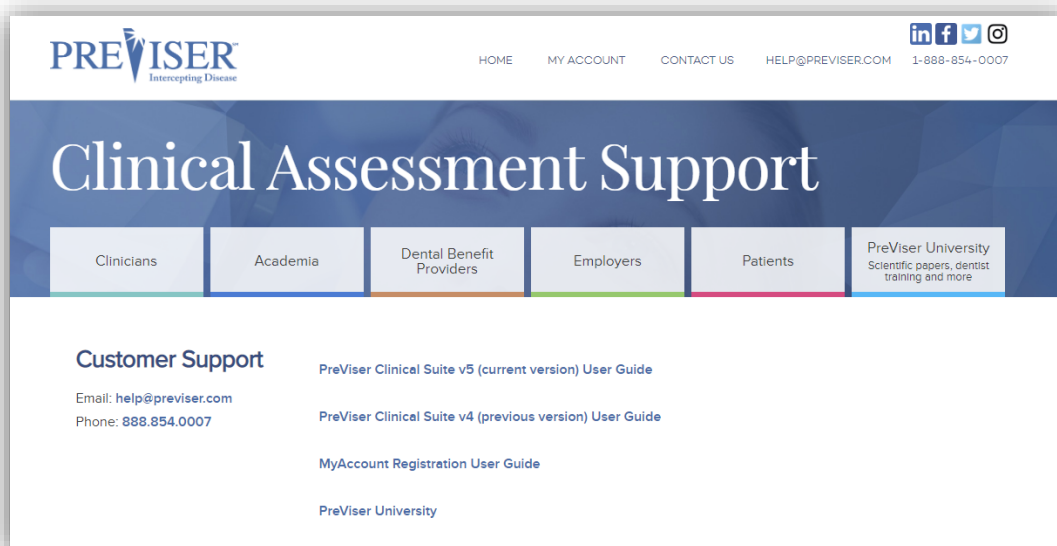 PREVISER™
Intercepting Disease
HOME MY ACCOUNT CONTACT US HELP@PREVISER.COM 1-888-854-0007
Clinical Assessment Support
Clinicians
Academia
Dental Benefit
Providers
Employers
Patients
PreViser University
Scientific papers, dentist
training and more
Customer Support
Email: help@previser.com
Phone: 888.854.0007
PreViser Clinical Suite v5 (current version) User Guide
PreViser Clinical Suite v4 (previous version) User Guide
MyAccount Registration User Guide
PreViser University